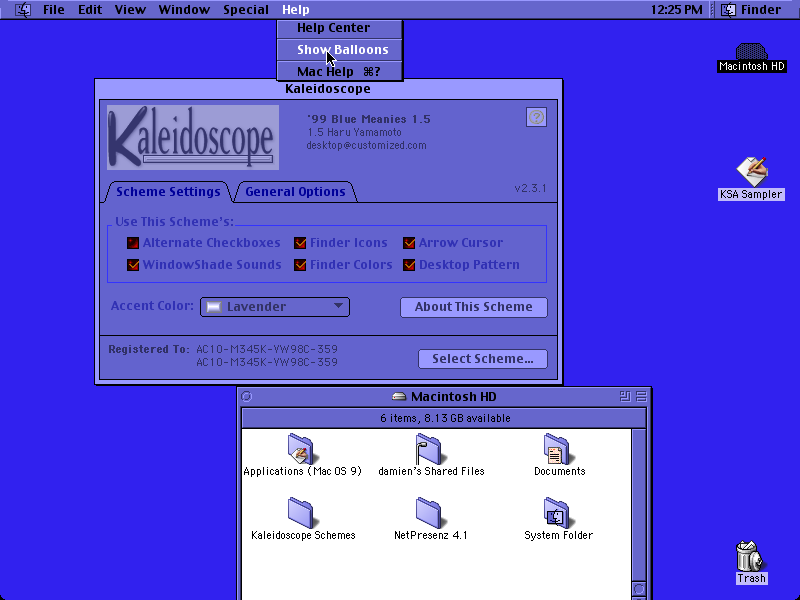 File Edit View Window Special Help 12:25 PM Finder
Help Center
Show Balloons
Mac Help ⌘?
Macintosh HD
Kaleidoscope
Kaleidoscope
'99 Blue Meanies 1.5
1.5 Haru Yamamoto
desktop@customized.com
?
Scheme Settings General Options v2.3.1
KSA Sampler
Use This Scheme's:
Alternate Checkboxes Finder Icons Arrow Cursor
WindowShade Sounds Finder Colors Desktop Pattern
Accent Color: Lavender About This Scheme
Registered To: AC10-M345K-VW98C-359
AC10-M345K-VW98C-359
Select Scheme...
Macintosh HD
6 items, 8.13 GB available
Applications (Mac OS 9) damien's Shared Files Documents
Kaleidoscope Schemes NetPresenz 4.1 System Folder
Trash